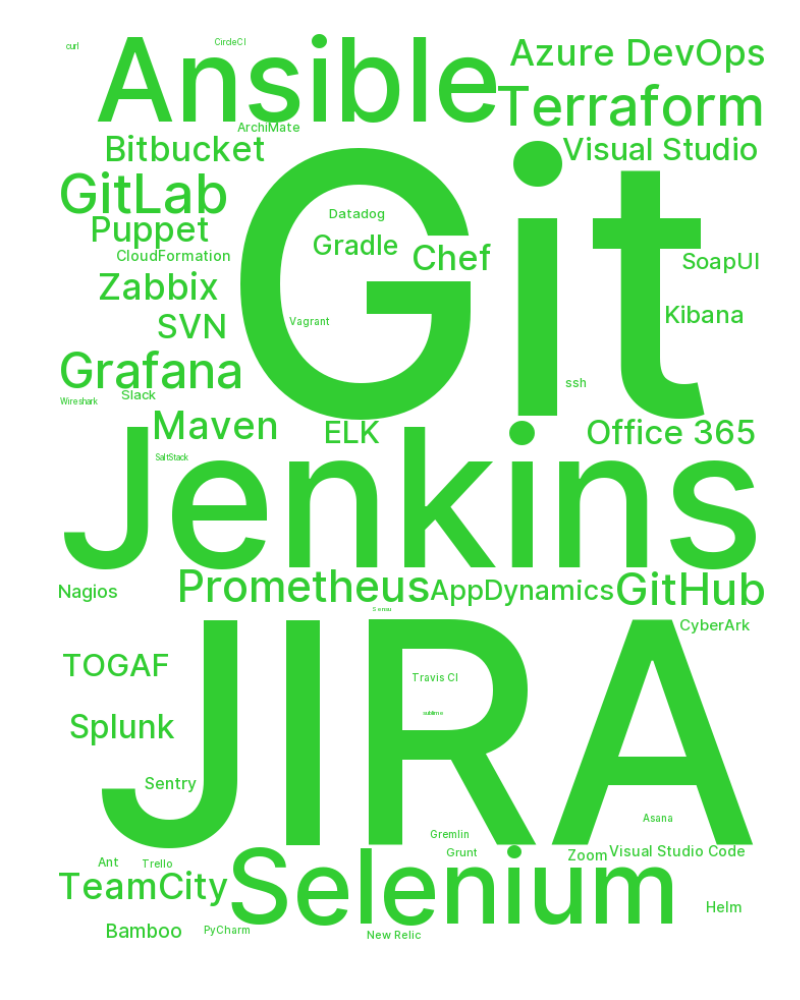 curl
CircleCI
Ansible
Azure DevOps
Terraform
ArchiMate
Bitbucket
Visual Studio
Git
GitLab
Datadog
Puppet
Gradle
Chef
CloudFormation
SoapUI
Zabbix
Kibana
SVN
Vagrant
Grafana
ssh
Slack
Wireshark
Maven
ELK
Office 365
SaltStack
Jenkins
Nagios
Prometheus
AppDynamics
GitHub
Sensu
CyberArk
JIRA
TOGAF
Travis CI
sublime
Splunk
Sentry
Asana
Gremlin
Selenium
Grunt
Zoom
Visual Studio Code
Ant
Trello
TeamCity
Helm
Bamboo
PyCharm
New Relic